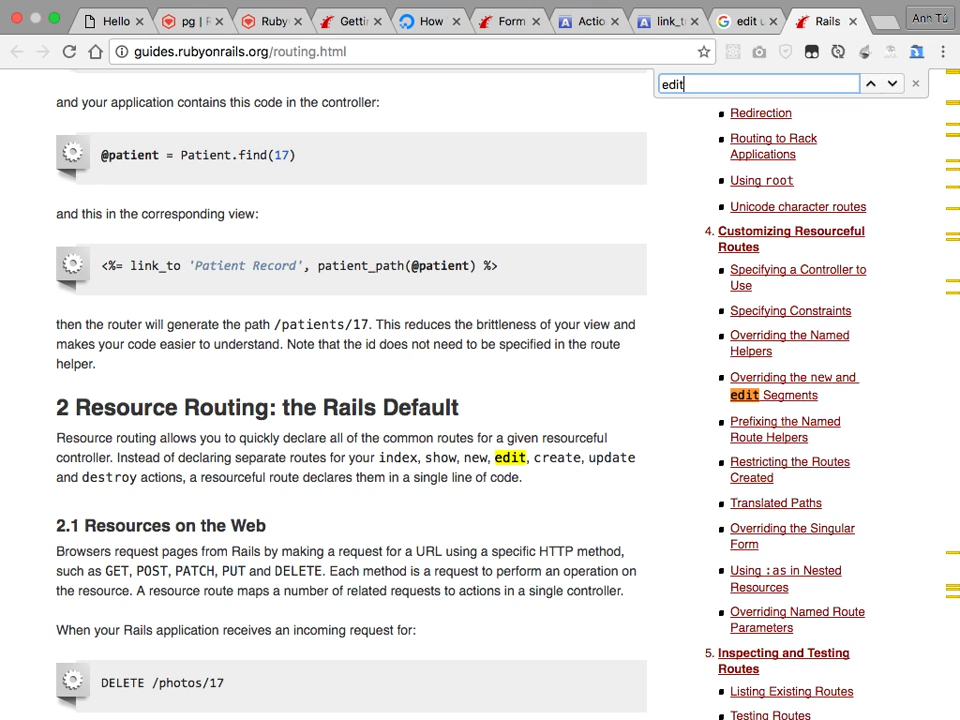 Hello
pg | R
Ruby
Gettin
How
Form
Actio
link_t
edit u
Rails
Anh Tú
guides.rubyonrails.org/routing.html
edit
and your application contains this code in the controller:
@patient = Patient.find(17)
and this in the corresponding view:
<%= link_to 'Patient Record', patient_path(@patient) %>
then the router will generate the path /patients/17. This reduces the brittleness of your view and
makes your code easier to understand. Note that the id does not need to be specified in the route
helper.
2 Resource Routing: the Rails Default
Resource routing allows you to quickly declare all of the common routes for a given resourceful
controller. Instead of declaring separate routes for your index, show, new, edit, create, update
and destroy actions, a resourceful route declares them in a single line of code.
2.1 Resources on the Web
Browsers request pages from Rails by making a request for a URL using a specific HTTP method,
such as GET, POST, PATCH, PUT and DELETE. Each method is a request to perform an operation on
the resource. A resource route maps a number of related requests to actions in a single controller.
When your Rails application receives an incoming request for:
DELETE /photos/17
Redirection
Routing to Rack
Applications
Using root
Unicode character routes
4. Customizing Resourceful
Routes
Specifying a Controller to
Use
Specifying Constraints
Overriding the Named
Helpers
Overriding the new and
edit Segments
Prefixing the Named
Route Helpers
Restricting the Routes
Created
Translated Paths
Overriding the Singular
Form
Using :as in Nested
Resources
Overriding Named Route
Parameters
5. Inspecting and Testing
Routes
Listing Existing Routes
Testing Routes